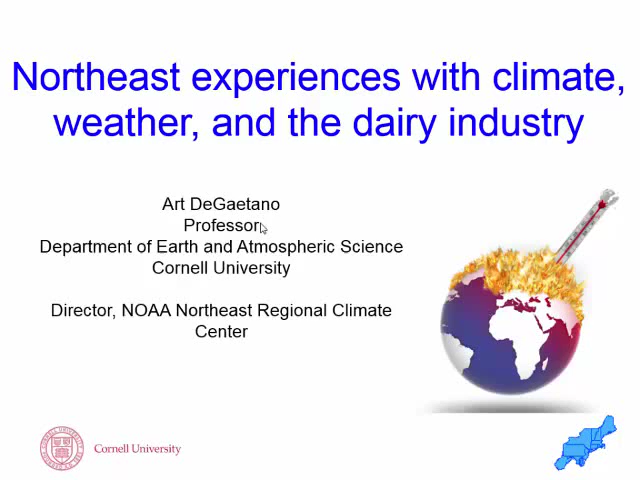 Northeast experiences with climate,
weather, and the dairy industry
Art DeGaetano
Professor
Department of Earth and Atmospheric Science
Cornell University
Director, NOAA Northeast Regional Climate
Center
Cornell University